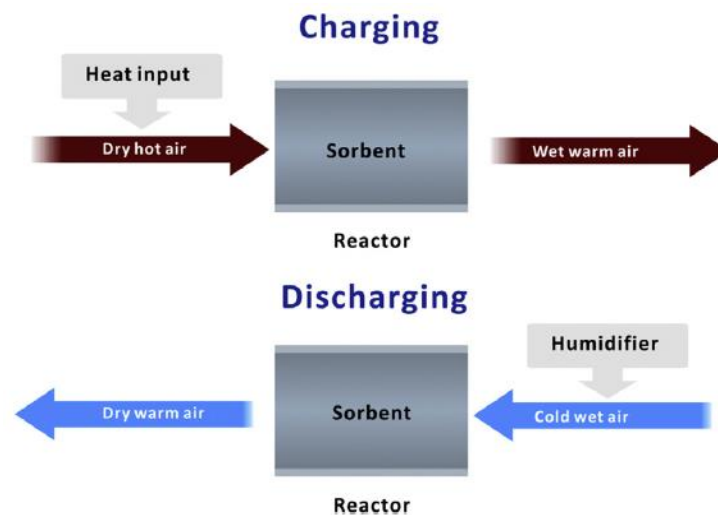 Charging
Heat input
Dry hot air
Sorbent
Wet warm air
Reactor
Discharging
Humidifier
Dry warm air
Sorbent
Cold wet air
Reactor